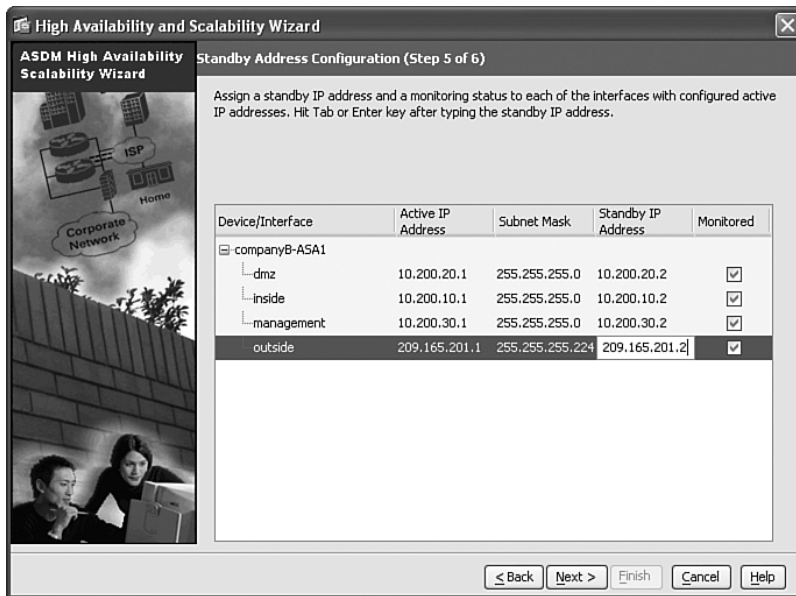 High Availability and Scalability Wizard
ASDM High Availability
Scalability Wizard
Standby Address Configuration (Step 5 of 6)
Assign a standby IP address and a monitoring status to each of the interfaces with configured active
IP addresses. Hit Tab or Enter key after typing the standby IP address.
ISP
Home
Corporate
Network
Device/Interface Active IP Address Subnet Mask Standby IP Address Monitored
companyB-ASA1
dmz 10.200.20.1 255.255.255.0 10.200.20.2
inside 10.200.10.1 255.255.255.0 10.200.10.2
management 10.200.30.1 255.255.255.0 10.200.30.2
outside 209.165.201.1 255.255.255.224 209.165.201.2
< Back Next > Finish Cancel Help